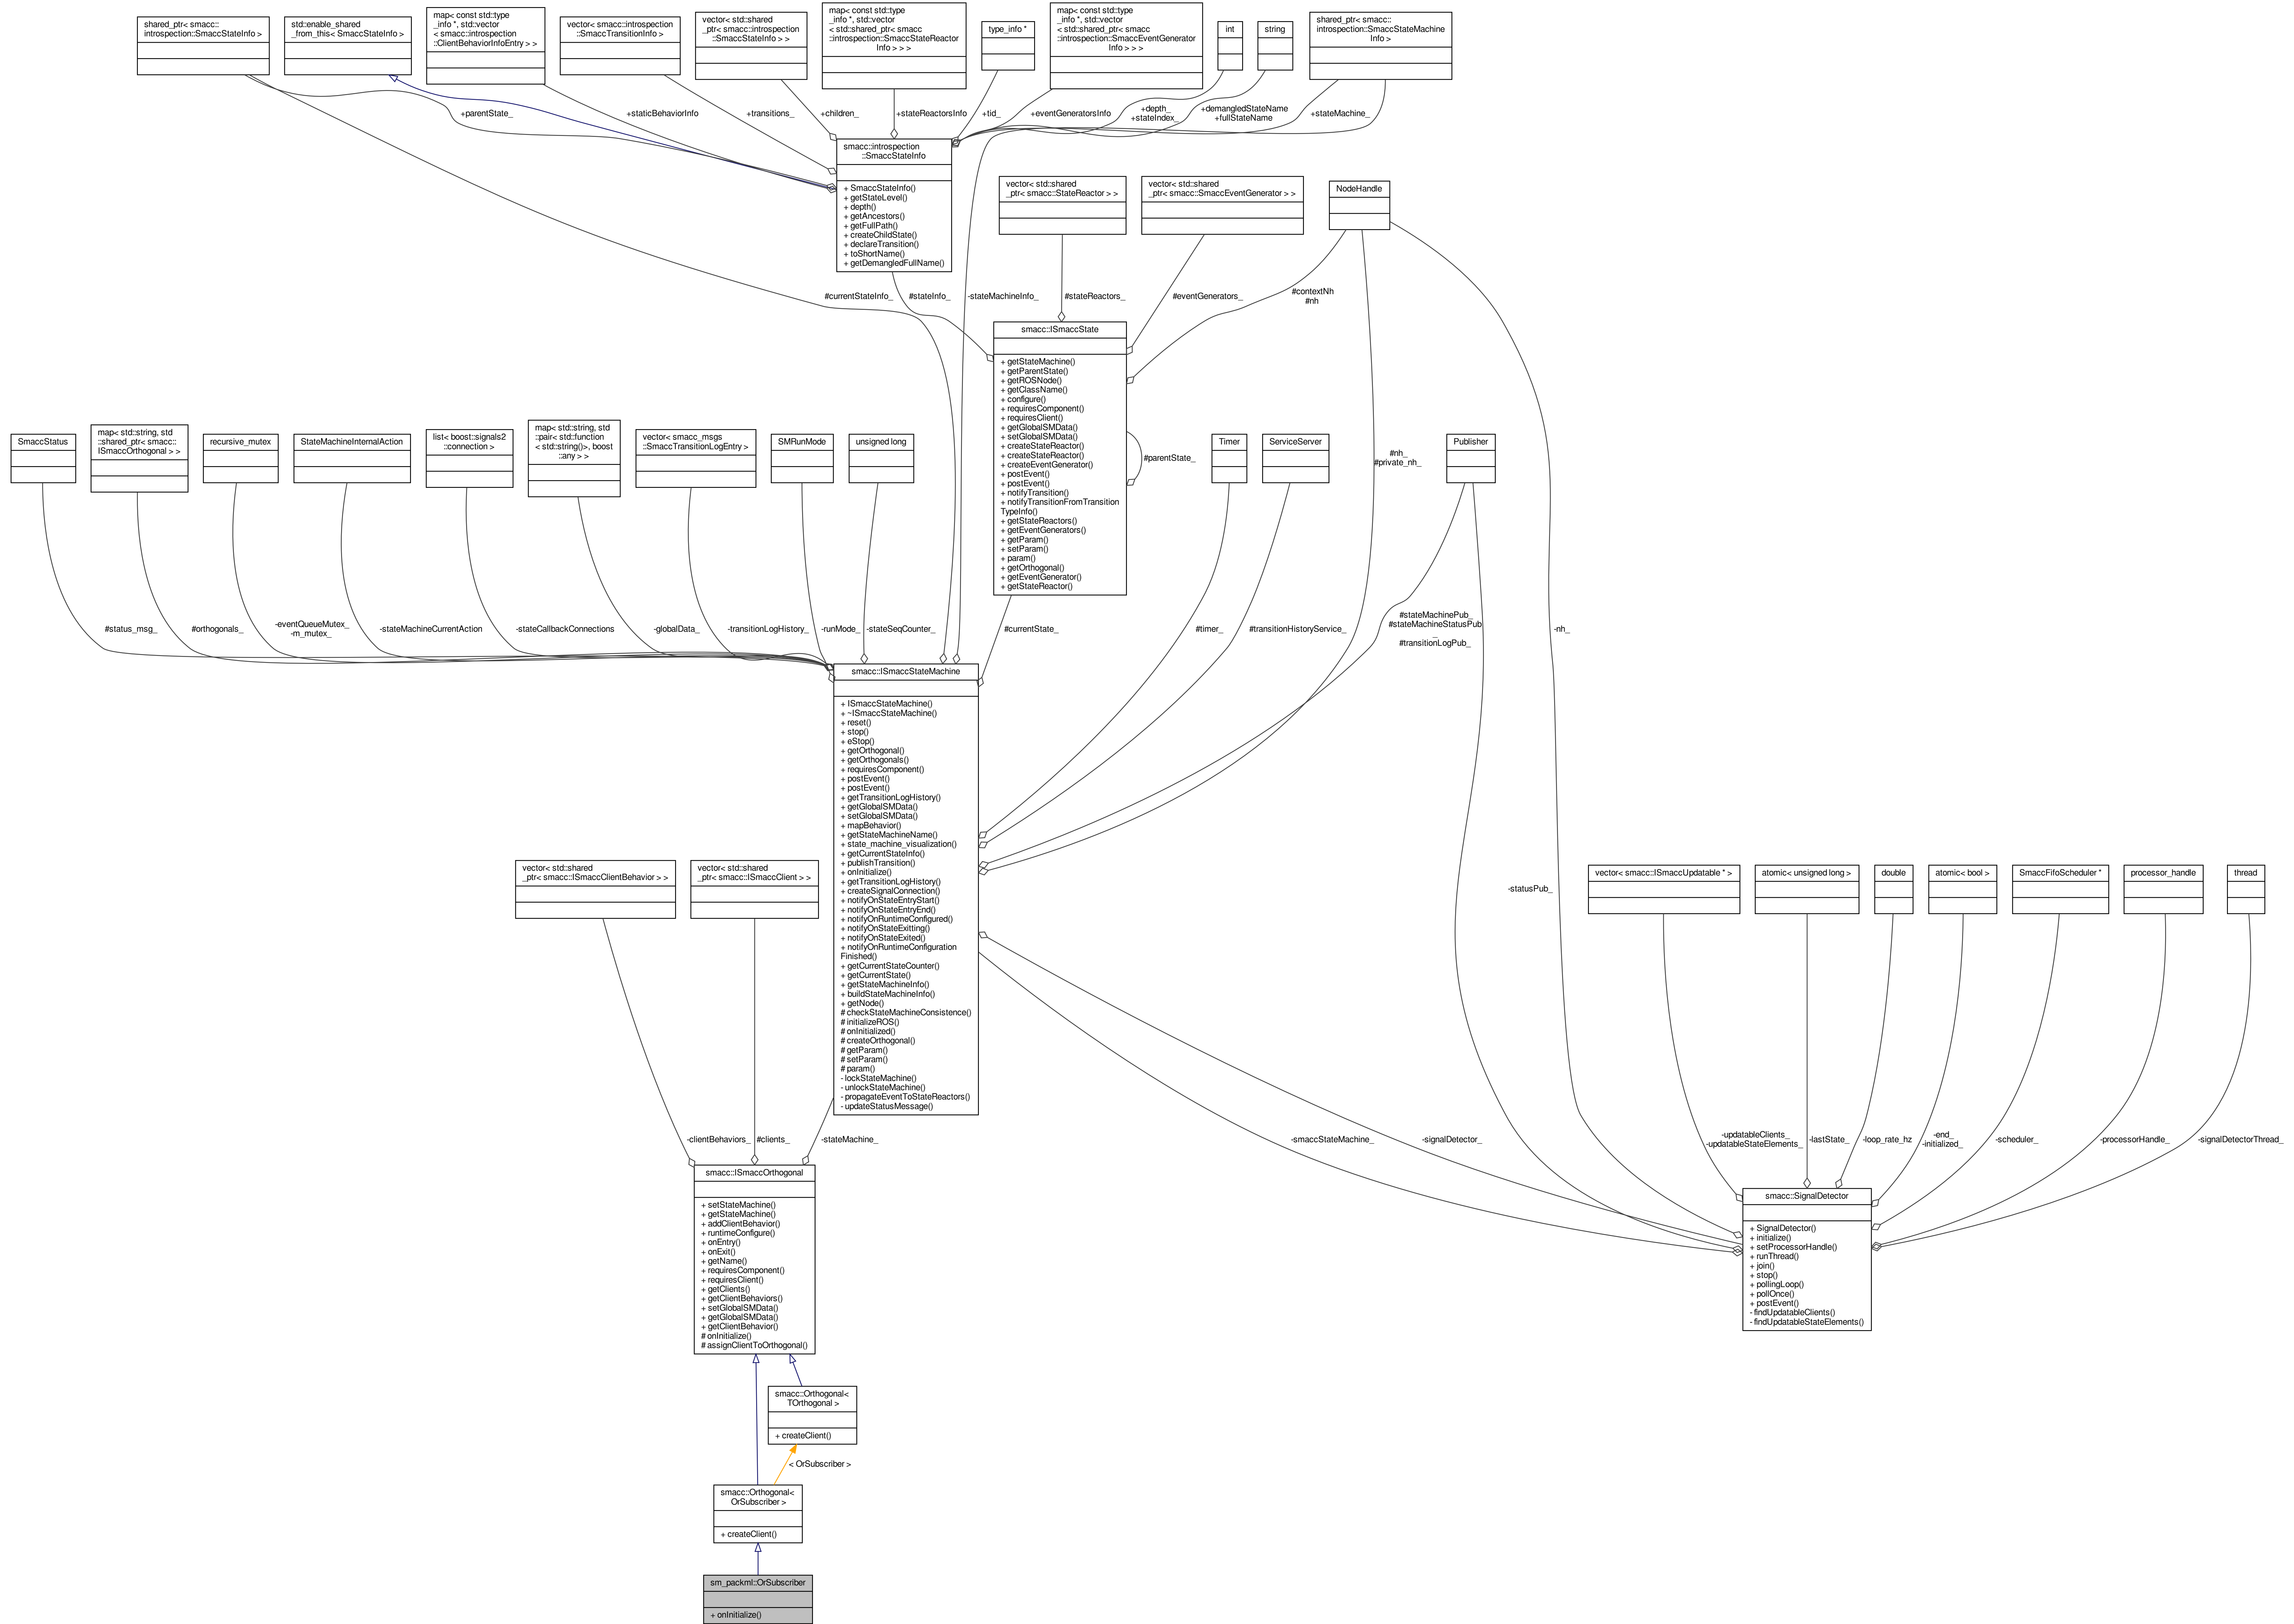 shared_ptr< smacc::
introspection::SmaccStateInfo >
std::enable_shared
_from_this< SmaccStateInfo >
map< const std::type
_info *, std::vector
< smacc::introspection
::ClientBehaviorInfoEntry > >
vector< smacc::introspection
::SmaccTransitionInfo >
vector< std::shared
_ptr< smacc::introspection
::SmaccStateInfo > >
map< const std::type
_info *, std::vector
< std::shared_ptr< smacc
::introspection::SmaccStateReactor
Info > > >
type_info *
map< const std::type
_info *, std::vector
< std::shared_ptr< smacc
::introspection::SmaccEventGenerator
Info > > >
int
string
shared_ptr< smacc::
introspection::SmaccStateMachine
Info >
+parentState_
+staticBehaviorInfo
+transitions_
+children_
+stateReactorsInfo
+tid_
+eventGeneratorsInfo
+depth_
+stateIndex_
+demangledStateName
+fullStateName
+stateMachine_
smacc::introspection
::SmaccStateInfo
+ SmaccStateInfo()
+ getStateLevel()
+ depth()
+ getAncestors()
+ getFullPath()
+ createChildState()
+ declareTransition()
+ toShortName()
+ getDemangledFullName()
vector< std::shared
_ptr< smacc::StateReactor > >
vector< std::shared
_ptr< smacc::SmaccEventGenerator > >
NodeHandle
#currentStateInfo_
#stateInfo_
-stateMachineInfo_
#stateReactors_
#eventGenerators_
#contextNh
#nh
smacc::ISmaccState
+ getStateMachine()
+ getParentState()
+ getROSNode()
+ getClassName()
+ configure()
+ requiresComponent()
+ requiresClient()
+ getGlobalSMData()
+ setGlobalSMData()
+ createStateReactor()
+ createStateReactor()
+ createEventGenerator()
+ postEvent()
+ postEvent()
+ notifyTransition()
+ notifyTransitionFromTransition
TypeInfo()
+ getStateReactors()
+ getEventGenerators()
+ getParam()
+ setParam()
+ param()
+ getOrthogonal()
+ getEventGenerator()
+ getStateReactor()
#parentState_
SmaccStatus
map< std::string, std
::shared_ptr< smacc::
ISmaccOrthogonal > >
recursive_mutex
StateMachineInternalAction
list< boost::signals2
::connection >
map< std::string, std
::pair< std::function
< std::string()>, boost
::any > >
vector< smacc_msgs
::SmaccTransitionLogEntry >
SMRunMode
unsigned long
Timer
ServiceServer
#nh_
#private_nh_
Publisher
#status_msg_
#orthogonals_
-eventQueueMutex_
-m_mutex_
-stateMachineCurrentAction
-stateCallbackConnections
-globalData_
-transitionLogHistory_
-runMode_
-stateSeqCounter_
#currentState_
#timer_
#transitionHistoryService_
#stateMachinePub_
#stateMachineStatusPub
_
#transitionLogPub_
-nh_
smacc::ISmaccStateMachine
+ ISmaccStateMachine()
+ ~ISmaccStateMachine()
+ reset()
+ stop()
+ eStop()
+ getOrthogonal()
+ getOrthogonals()
+ requiresComponent()
+ postEvent()
+ postEvent()
+ getTransitionLogHistory()
+ getGlobalSMData()
+ setGlobalSMData()
+ mapBehavior()
+ getStateMachineName()
+ state_machine_visualization()
+ getCurrentStateInfo()
+ publishTransition()
+ onInitialize()
+ getTransitionLogHistory()
+ createSignalConnection()
+ notifyOnStateEntryStart()
+ notifyOnStateEntryEnd()
+ notifyOnRuntimeConfigured()
+ notifyOnStateExitting()
+ notifyOnStateExited()
+ notifyOnRuntimeConfiguration
Finished()
+ getCurrentStateCounter()
+ getCurrentState()
+ getStateMachineInfo()
+ buildStateMachineInfo()
+ getNode()
# checkStateMachineConsistence()
# initializeROS()
# onInitialized()
# createOrthogonal()
# getParam()
# setParam()
# param()
- lockStateMachine()
- unlockStateMachine()
- propagateEventToStateReactors()
- updateStatusMessage()
vector< std::shared
_ptr< smacc::ISmaccClientBehavior > >
vector< std::shared
_ptr< smacc::ISmaccClient > >
-statusPub_
vector< smacc::ISmaccUpdatable * >
atomic< unsigned long >
double
atomic< bool >
SmaccFifoScheduler *
processor_handle
thread
-clientBehaviors_
#clients_
-stateMachine_
-smaccStateMachine_
-signalDetector_
-updatableClients_
-updatableStateElements_
-lastState_
-loop_rate_hz
-end_
-initialized_
-scheduler_
-processorHandle_
-signalDetectorThread_
smacc::ISmaccOrthogonal
+ setStateMachine()
+ getStateMachine()
+ addClientBehavior()
+ runtimeConfigure()
+ onEntry()
+ onExit()
+ getName()
+ requiresComponent()
+ requiresClient()
+ getClients()
+ getClientBehaviors()
+ setGlobalSMData()
+ getGlobalSMData()
+ getClientBehavior()
# onInitialize()
# assignClientToOrthogonal()
smacc::SignalDetector
+ SignalDetector()
+ initialize()
+ setProcessorHandle()
+ runThread()
+ join()
+ stop()
+ pollingLoop()
+ pollOnce()
+ postEvent()
- findUpdatableClients()
- findUpdatableStateElements()
smacc::Orthogonal<
TOrthogonal >
+ createClient()
< OrSubscriber >
smacc::Orthogonal<
OrSubscriber >
+ createClient()
sm_packml::OrSubscriber
+ onInitialize()